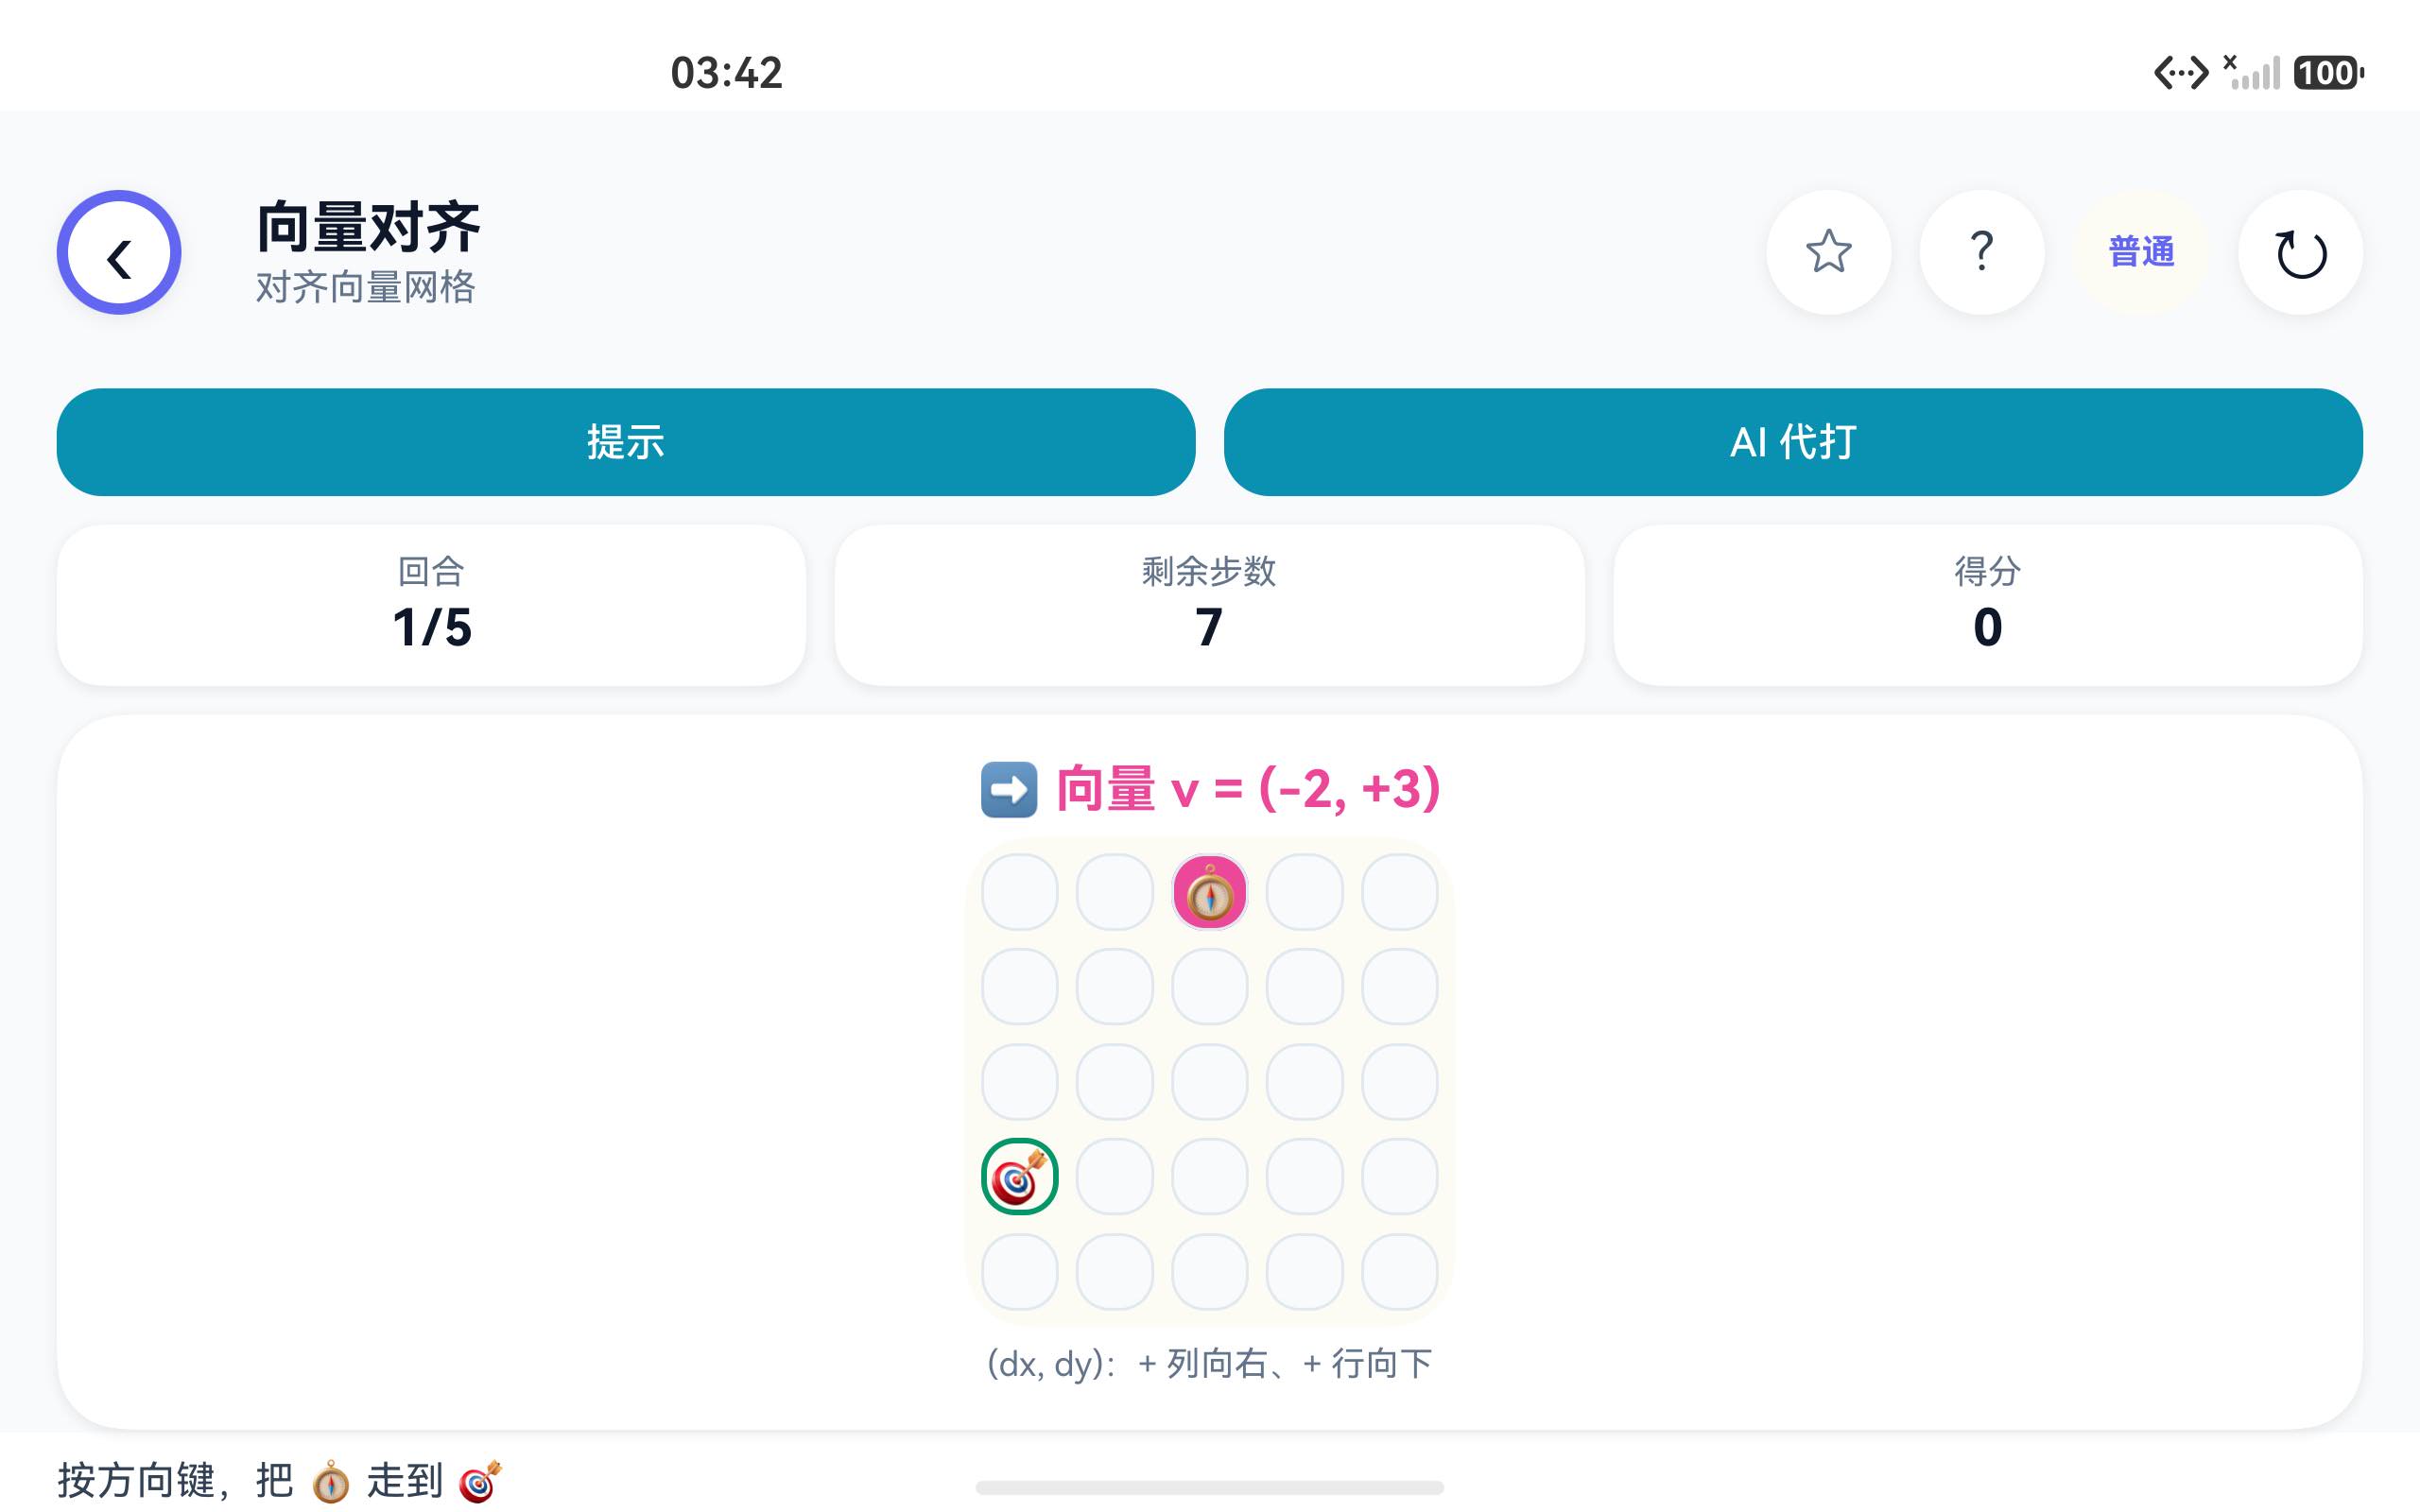 03:42
100
向量对齐
对齐向量网格
?
普通
提示
AI 代打
回合
1/5
剩余步数
7
得分
0
➡️ 向量 v = (-2, +3)
(dx, dy)： + 列向右、+ 行向下
按方向键，把 🧭 走到 🎯